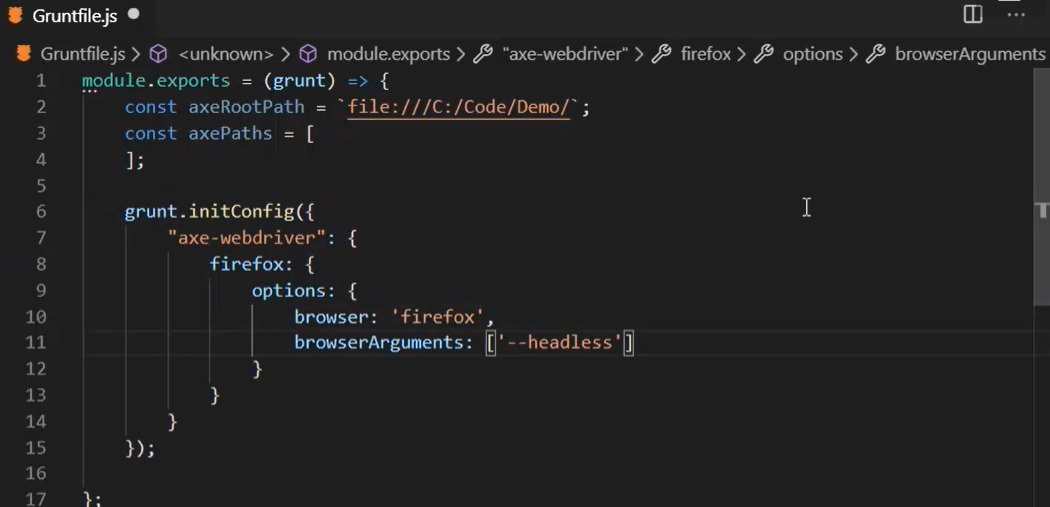 Gruntfile.js
Gruntfile.js > <unknown> > module.exports > "axe-webdriver" > firefox > options > browserArguments
1 module.exports = (grunt) => {
2 const axeRootPath = `file:///C:/Code/Demo/`;
3 const axePaths = [
4 ];
5
6 grunt.initConfig({
7 "axe-webdriver": {
8 firefox: {
9 options: {
10 browser: 'firefox',
11 browserArguments: ['--headless']
12 }
13 }
14 }
15 });
16
17 };